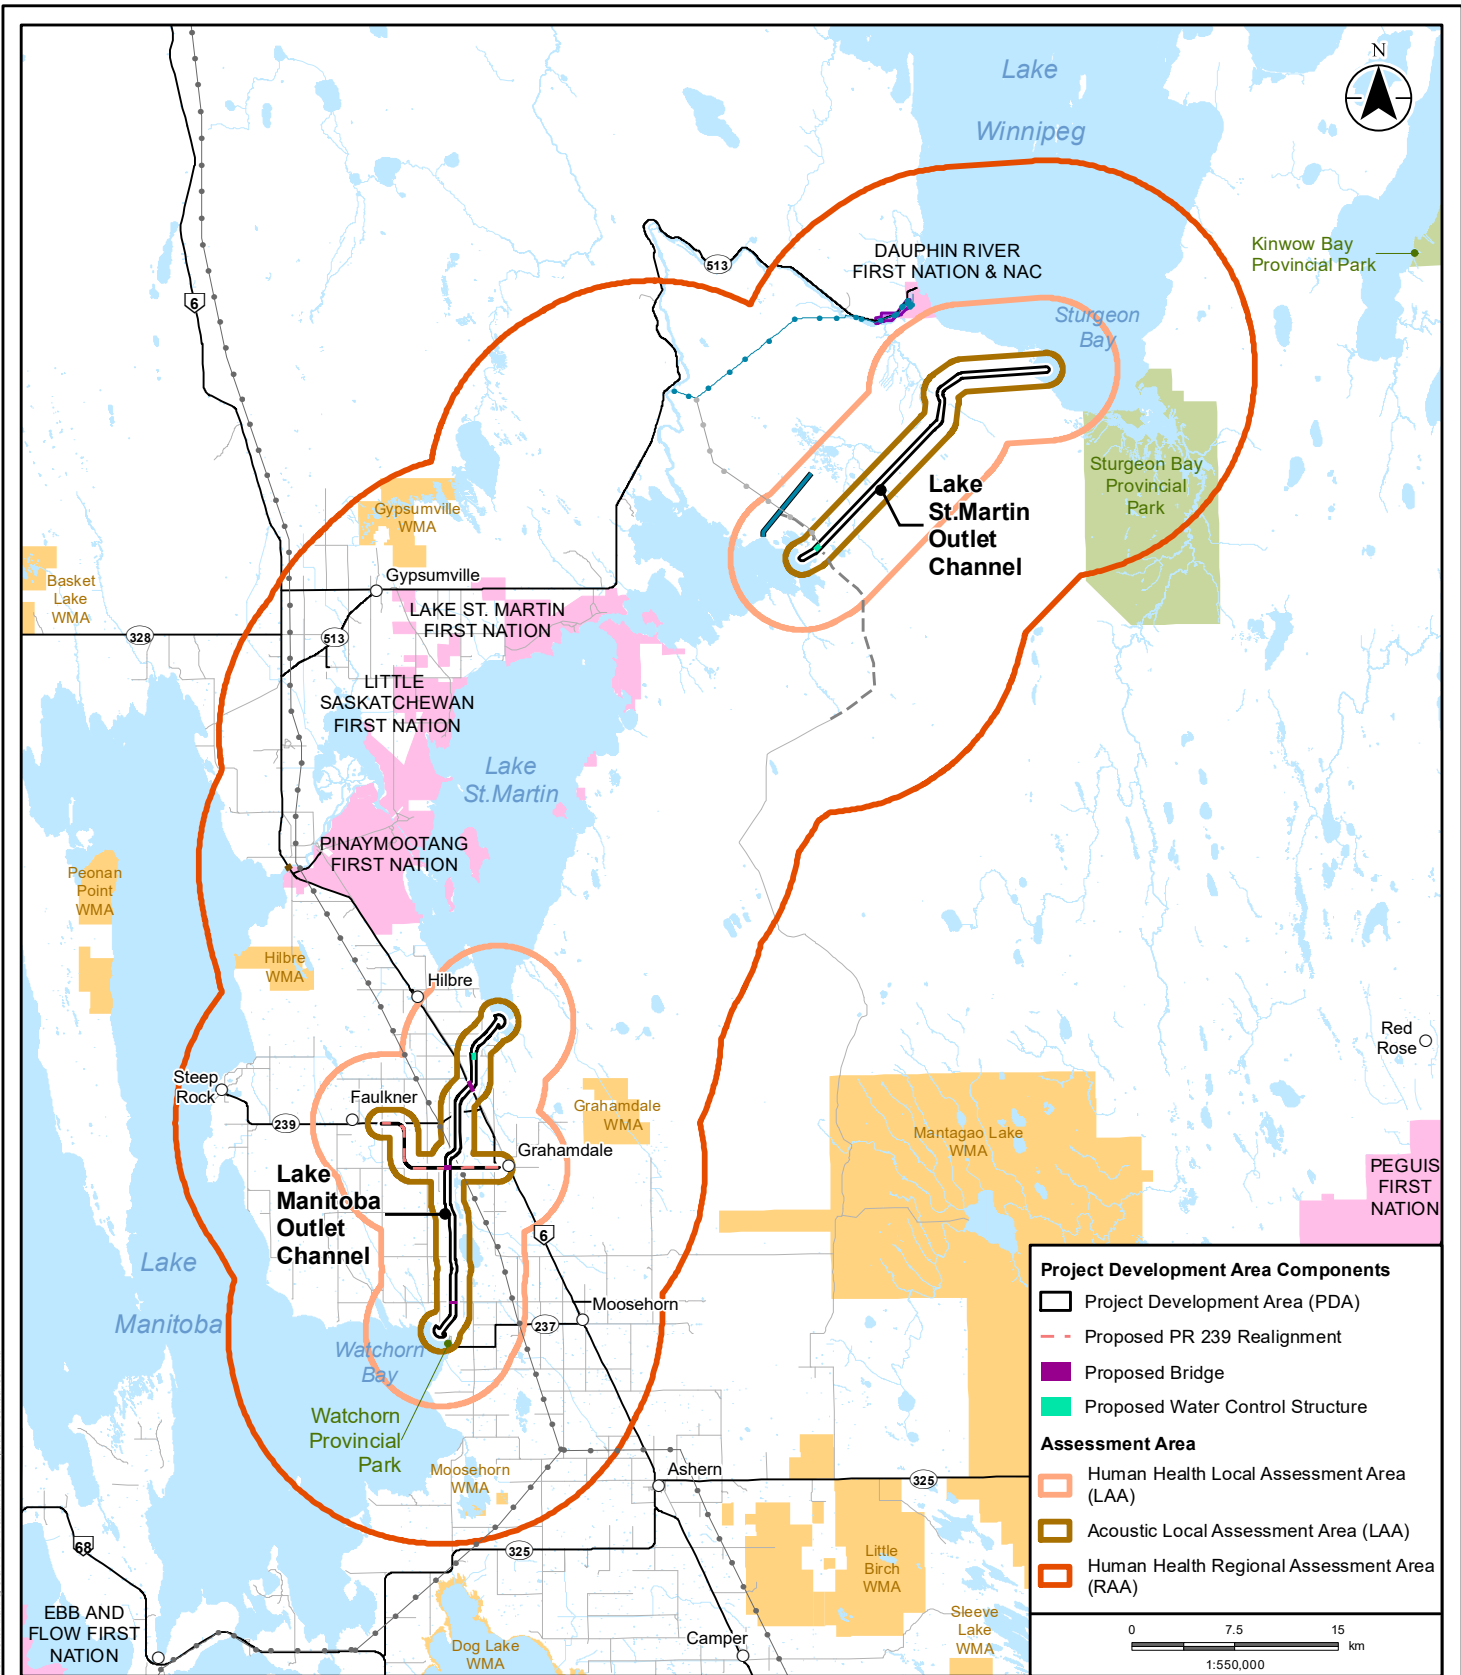 Lake
Winnipeg
N
Kinwow Bay
Provincial Park
DAUPHIN RIVER
FIRST NATION & NAC
513
6
Sturgeon
Bay
Sturgeon Bay
Provincial
Park
Lake
St.Martin
Outlet
Channel
Gypsumville
WMA
Basket
Lake
WMA
Gypsumville
LAKE ST. MARTIN
FIRST NATION
328
513
LITTLE
SASKATCHEWAN
FIRST NATION
Lake
St.Martin
PINAYMOOTANG
FIRST NATION
Peonan
Point
WMA
Hilbre
WMA
Hilbre
Red
Rose
Steep
Rock
Faulkner
239
Grahamdale
WMA
Grahamdale
Mantagao Lake
WMA
PEGUIS
FIRST
NATION
Lake
Manitoba
Outlet
Channel
6
Lake
Manitoba
Moosehorn
237
Watchorn
Bay
Watchorn
Provincial
Park
Moosehorn
WMA
Ashern
325
325
68
Little
Birch
WMA
Sleeve
Lake
WMA
EBB AND
FLOW FIRST
NATION
Dog Lake
WMA
Camper
Project Development Area Components
Project Development Area (PDA)
Proposed PR 239 Realignment
Proposed Bridge
Proposed Water Control Structure
Assessment Area
Human Health Local Assessment Area
(LAA)
Acoustic Local Assessment Area (LAA)
Human Health Regional Assessment Area
(RAA)
0 7.5 15
km
1:550,000